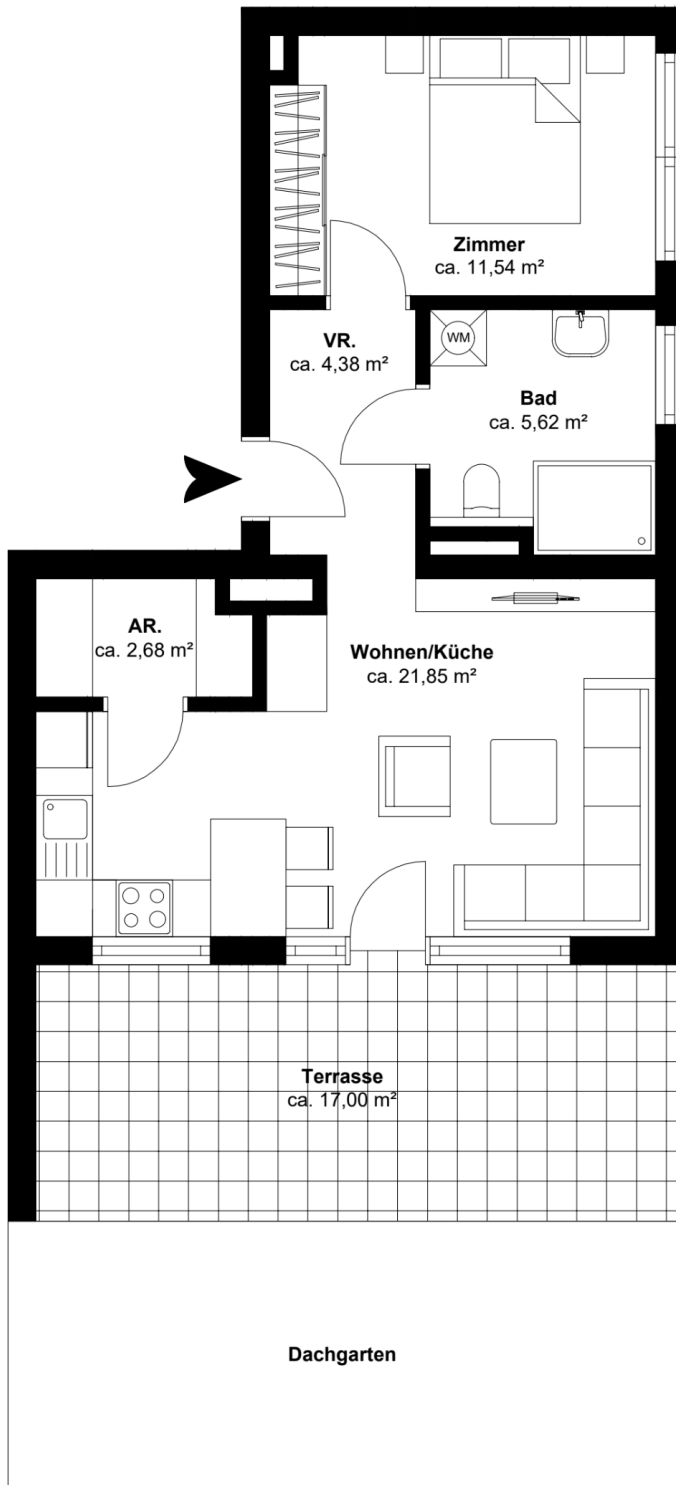 Zimmer
ca. 11,54 m²
VR.
ca. 4,38 m²
WM
Bad
ca. 5,62 m²
AR.
ca. 2,68 m²
Wohnen/Küche
ca. 21,85 m²
Terrasse
ca. 17,00 m²
Dachgarten